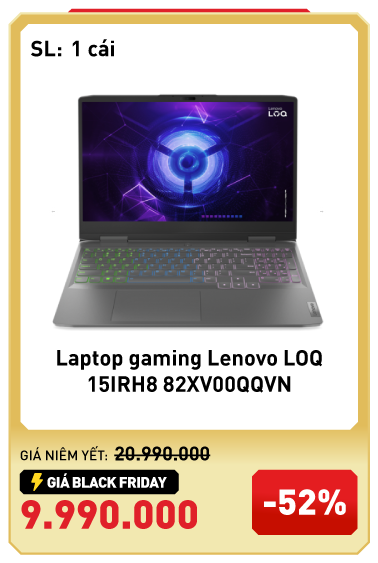 SL: 1 cái
Lenovo
LOQ
Laptop gaming Lenovo LOQ
15IRH8 82XV00QQVN
GIÁ NIÊM YẾT: 20.990.000
GIÁ BLACK FRIDAY
9.990.000
-52%